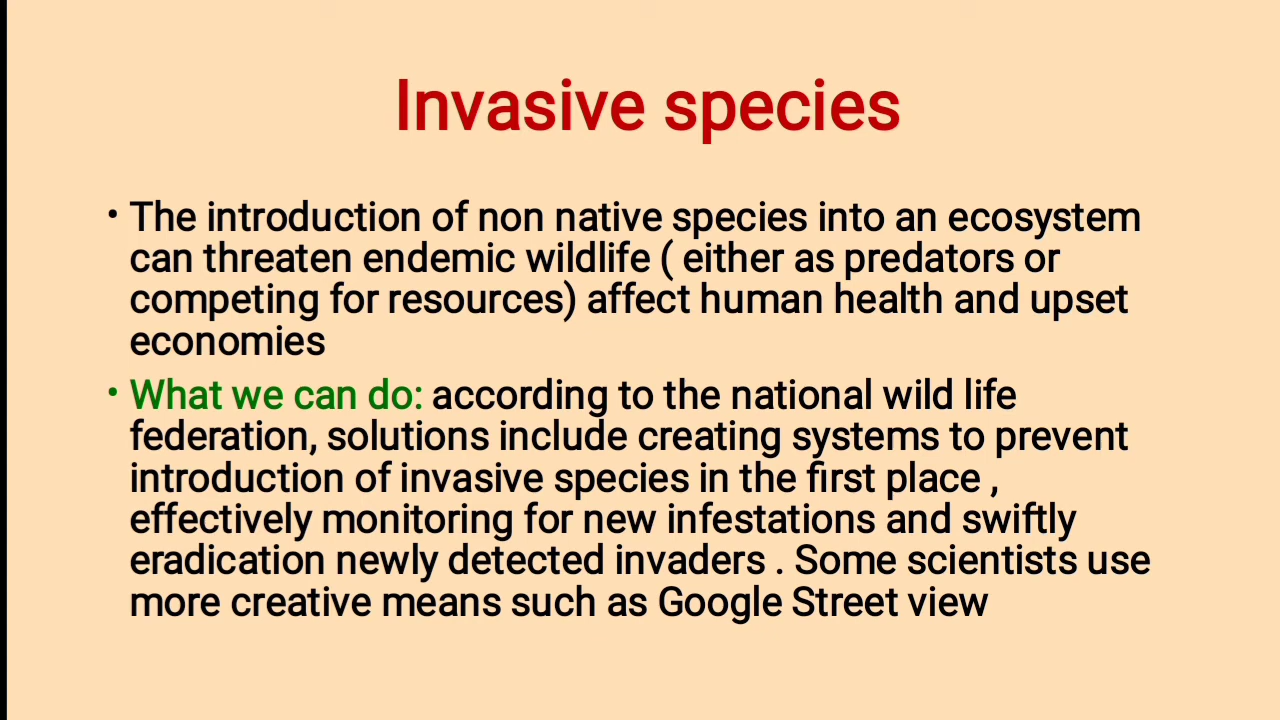 Invasive species
• The introduction of non native species into an ecosystem
can threaten endemic wildlife ( either as predators or
competing for resources) affect human health and upset
economies
• What we can do: according to the national wild life
federation, solutions include creating systems to prevent
introduction of invasive species in the first place ,
effectively monitoring for new infestations and swiftly
eradication newly detected invaders . Some scientists use
more creative means such as Google Street view